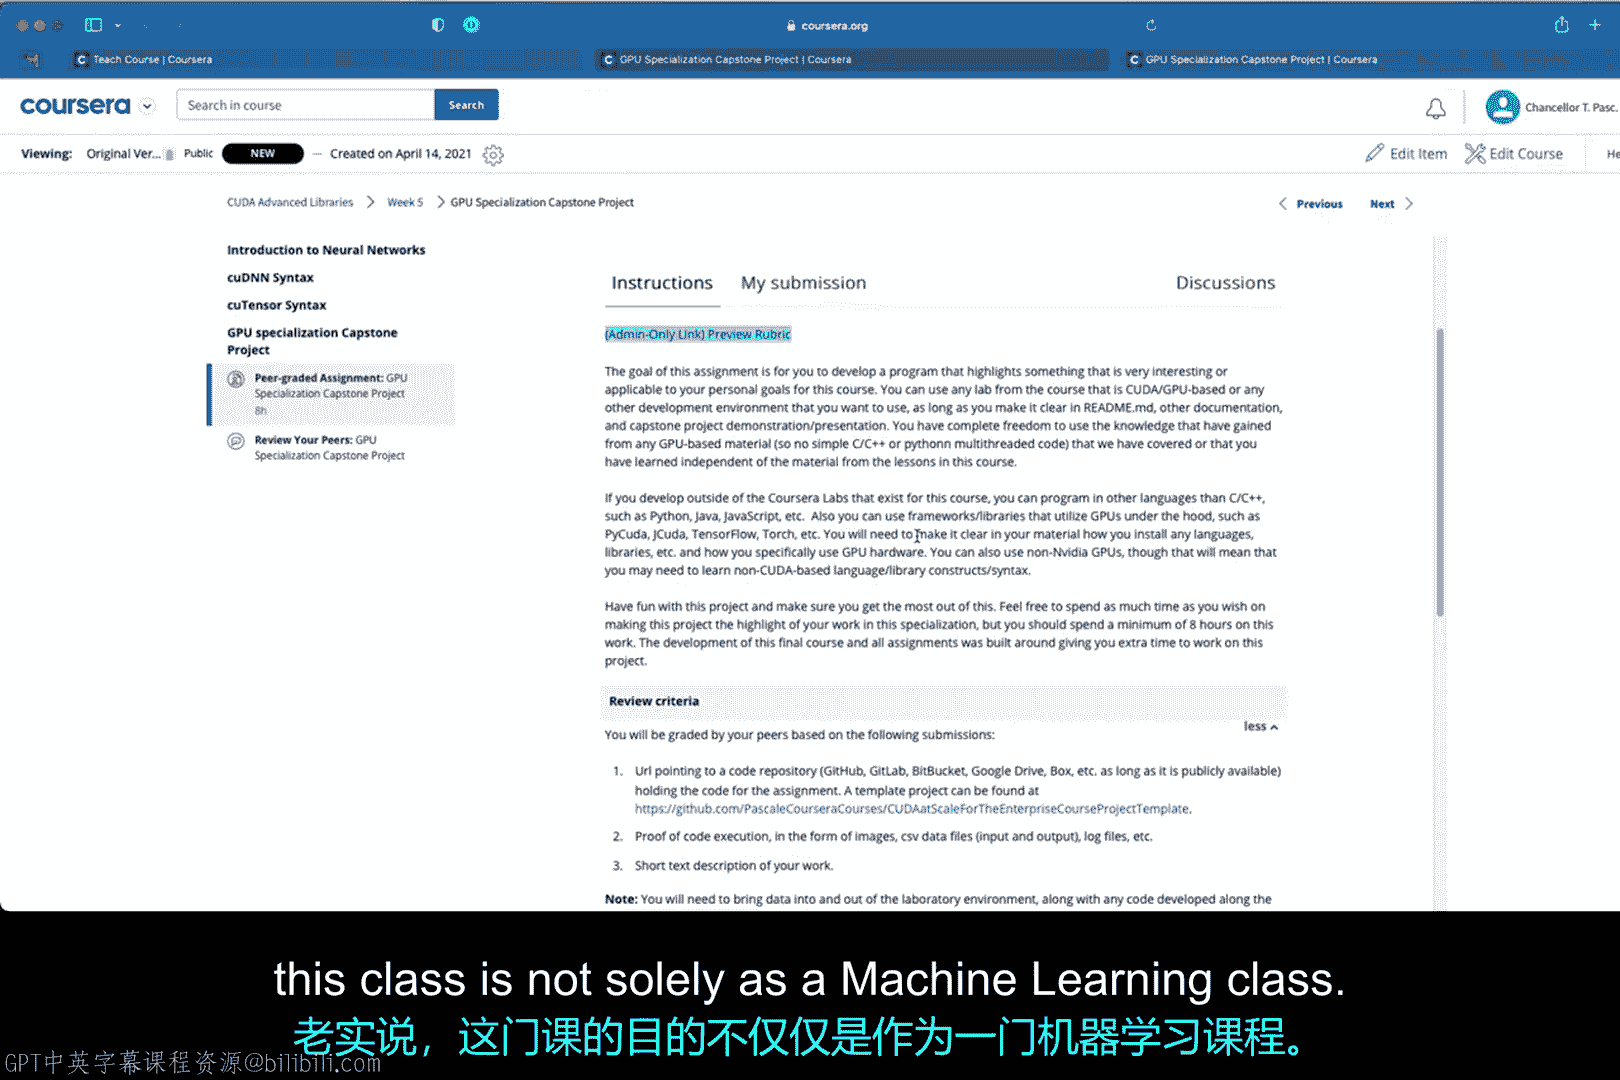 coursera.org
Teach Course | Coursera
GPU Specialization Capstone Project | Coursera
GPU Specialization Capstone Project | Coursera
coursera
Search in course
Search
Chancellor T. Pasc.
Viewing:
Original Ver...
Public
NEW
Created on April 14, 2021
Edit Item
Edit Course
He
CUDA Advanced Libraries > Week 5 > GPU Specialization Capstone Project
Previous
Next
Introduction to Neural Networks
cuDNN Syntax
cuTensor Syntax
GPU specialization Capstone
Project
Peer-graded Assignment: GPU
Specialization Capstone Project
8h
Review Your Peers: GPU
Specialization Capstone Project
Instructions
My submission
Discussions
(Admin-Only Link) Preview Rubric
The goal of this assignment is for you to develop a program that highlights something that is very interesting or
applicable to your personal goals for this course. You can use any lab from the course that is CUDA/GPU-based or any
other development environment that you want to use, as long as you make it clear in README.md, other documentation,
and capstone project demonstration/presentation. You have complete freedom to use the knowledge that have gained
from any GPU-based material (so no simple C/C++ or pythonn multithreaded code) that we have covered or that you
have learned independent of the material from the lessons in this course.
If you develop outside of the Coursera Labs that exist for this course, you can program in other languages than C/C++,
such as Python, Java, JavaScript, etc. Also you can use frameworks/libraries that utilize GPUs under the hood, such as
PyCuda, JCuda, TensorFlow, Torch, etc. You will need to make it clear in your material how you install any languages,
libraries, etc. and how you specifically use GPU hardware. You can also use non-Nvidia GPUs, though that will mean that
you may need to learn non-CUDA-based language/library constructs/syntax.
Have fun with this project and make sure you get the most out of this. Feel free to spend as much time as you wish on
making this project the highlight of your work in this specialization, but you should spend a minimum of 8 hours on this
work. The development of this final course and all assignments was built around giving you extra time to work on this
project.
Review criteria
less
You will be graded by your peers based on the following submissions:
1. Url pointing to a code repository (GitHub, GitLab, BitBucket, Google Drive, Box, etc. as long as it is publicly available)
holding the code for the assignment. A template project can be found at
https://github.com/PascaleCourseraCourses/CUDAatScaleForTheEnterpriseCourseProjectTemplate.
2. Proof of code execution, in the form of images, csv data files (input and output), log files, etc.
3. Short text description of your work.
Note: You will need to bring data into and out of the laboratory environment, along with any code developed along the
this class is not solely as a Machine Learning class.
老实说，这门课的目的不仅仅是作为一门机器学习课程。
GPT中英字幕课程资源@bilibili.com